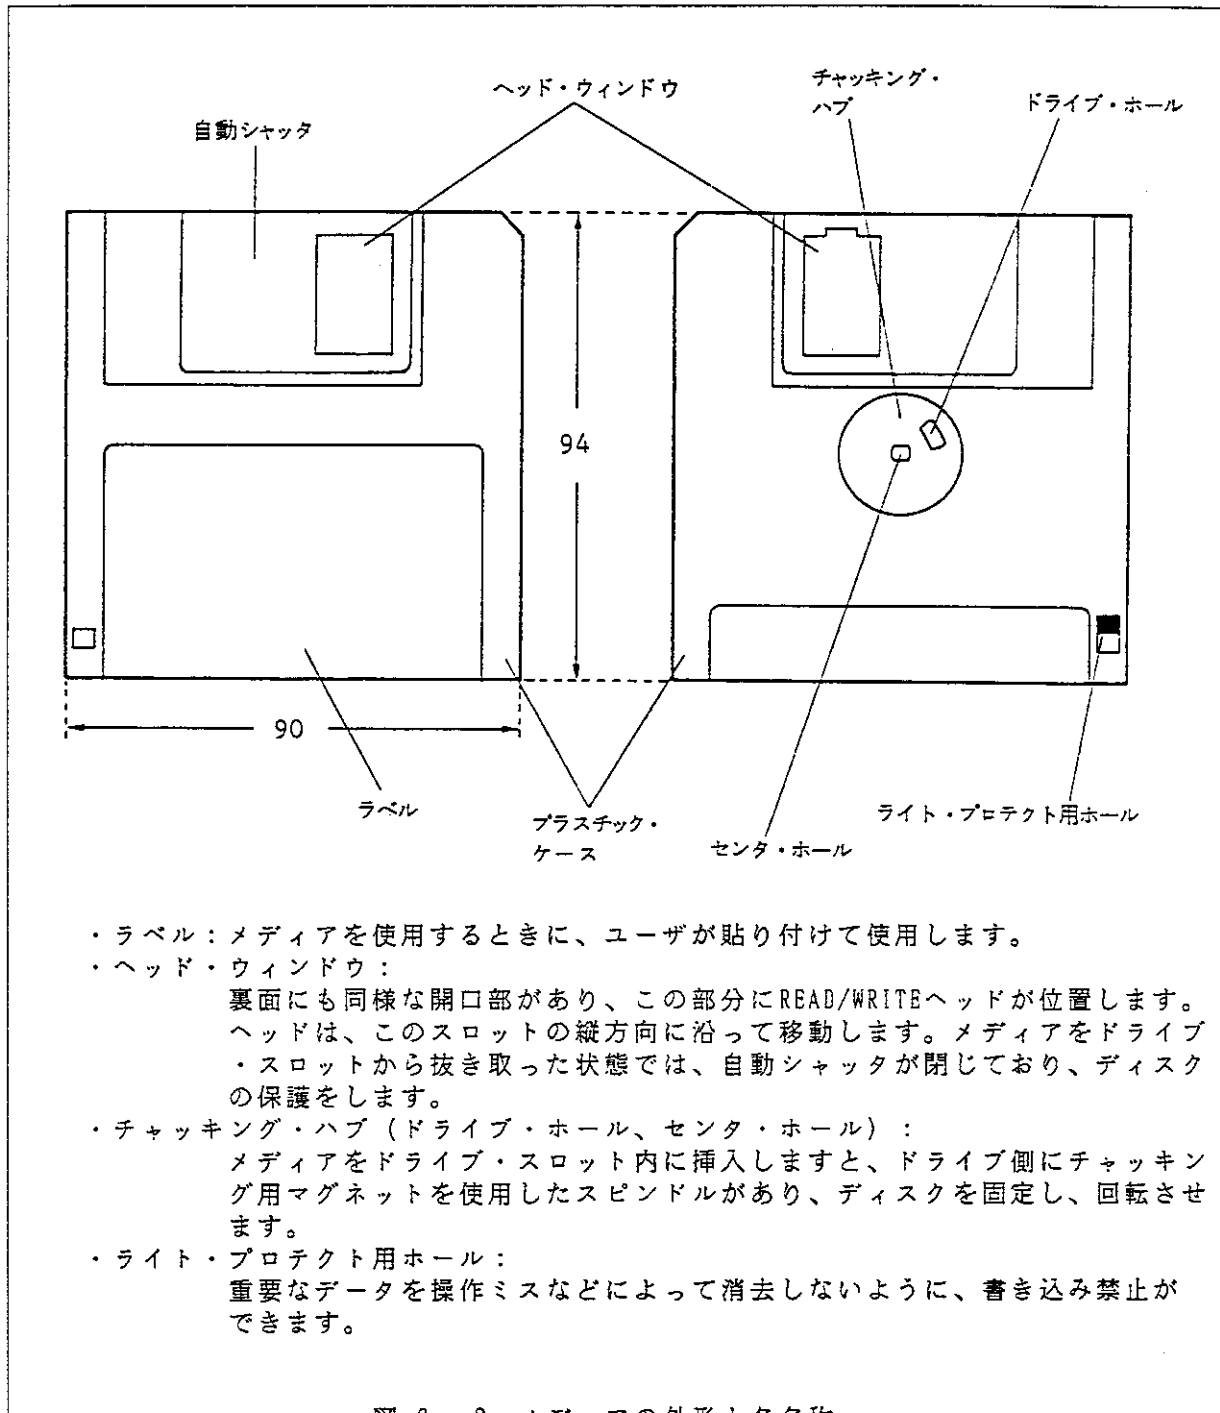 ヘッド・ウィンドウ
チャッキング・
ハブ
ドライブ・ホール
自動シャッタ
94
90
ラベル
プラスチック・
ケース
センタ・ホール
ライト・プロテクト用ホール
・ラベル：メディアを使用するときに、ユーザが貼り付けて使用します。
・ヘッド・ウィンドウ：
裏面にも同様な開口部があり、この部分にREAD/WRITEヘッドが位置します。
ヘッドは、このスロットの縦方向に沿って移動します。メディアをドライブ
・スロットから抜き取った状態では、自動シャッタが閉じており、ディスク
の保護をします。
・チャッキング・ハブ（ドライブ・ホール、センタ・ホール）：
メディアをドライブ・スロット内に挿入しますと、ドライブ側にチャッキン
グ用マグネットを使用したスピンドルがあり、ディスクを固定し、回転させ
ます。
・ライト・プロテクト用ホール：
重要なデータを操作ミスなどによって消去しないように、書き込み禁止が
できます。